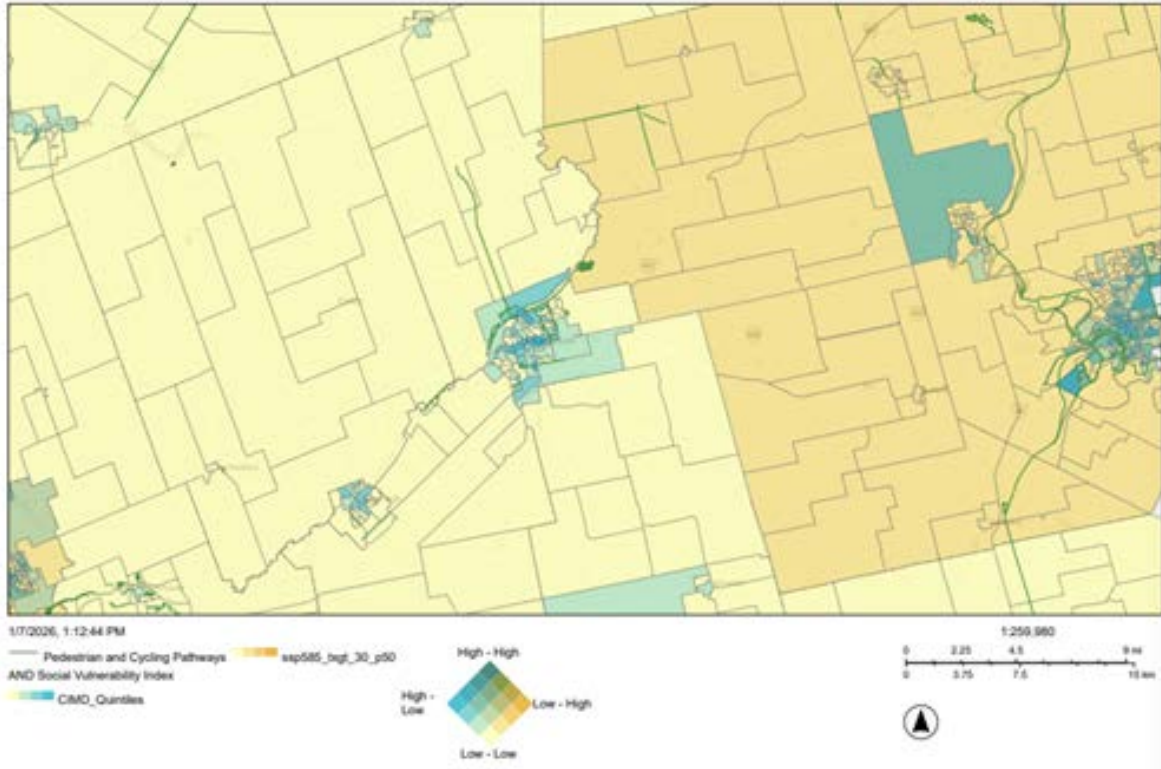 1/7/2026, 1:12:44 PM
Pedestrian and Cycling Pathways
ssp585_txgt_30_p50
AND Social Vulnerability Index
CIMD_Quintiles
High - High
High - Low
Low - High
Low - Low
1:259,980
0 2.25 4.5 9 mi
0 3.75 7.5 15 km